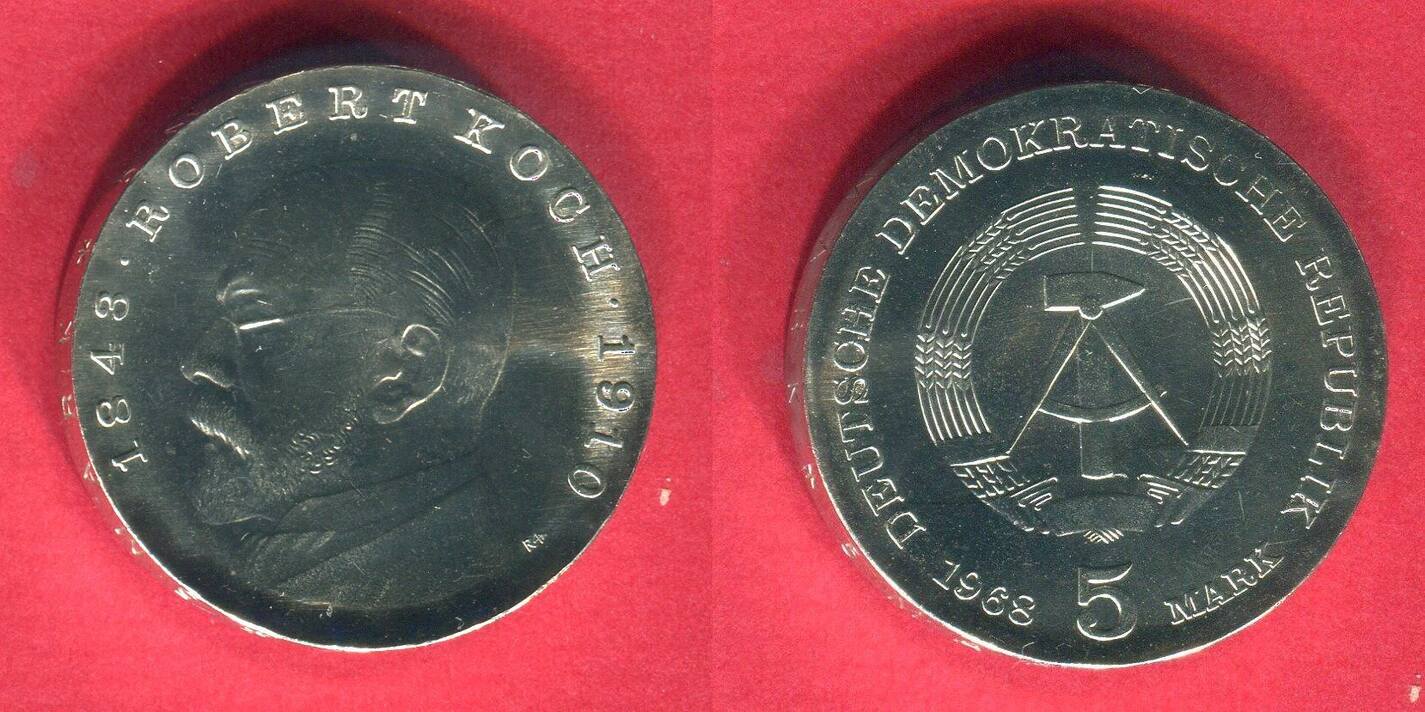 1843 · ROBERT KOCH · 1910
DEUTSCHE DEMOKRATISCHE REPUBLIK
1968 5 MARK